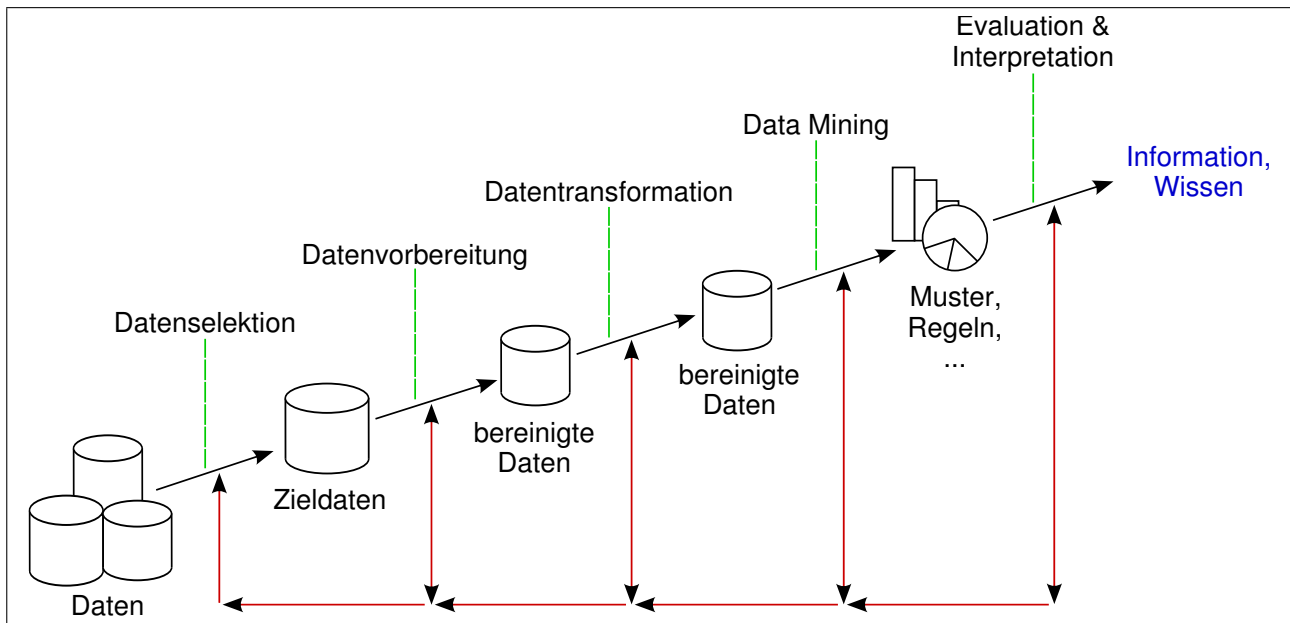 Evaluation &
Interpretation
Data Mining
Information,
Wissen
Datentransformation
Datenvorbereitung
Muster,
Regeln,
...
Datenselektion
bereinigte
Daten
bereinigte
Daten
Zieldaten
Daten